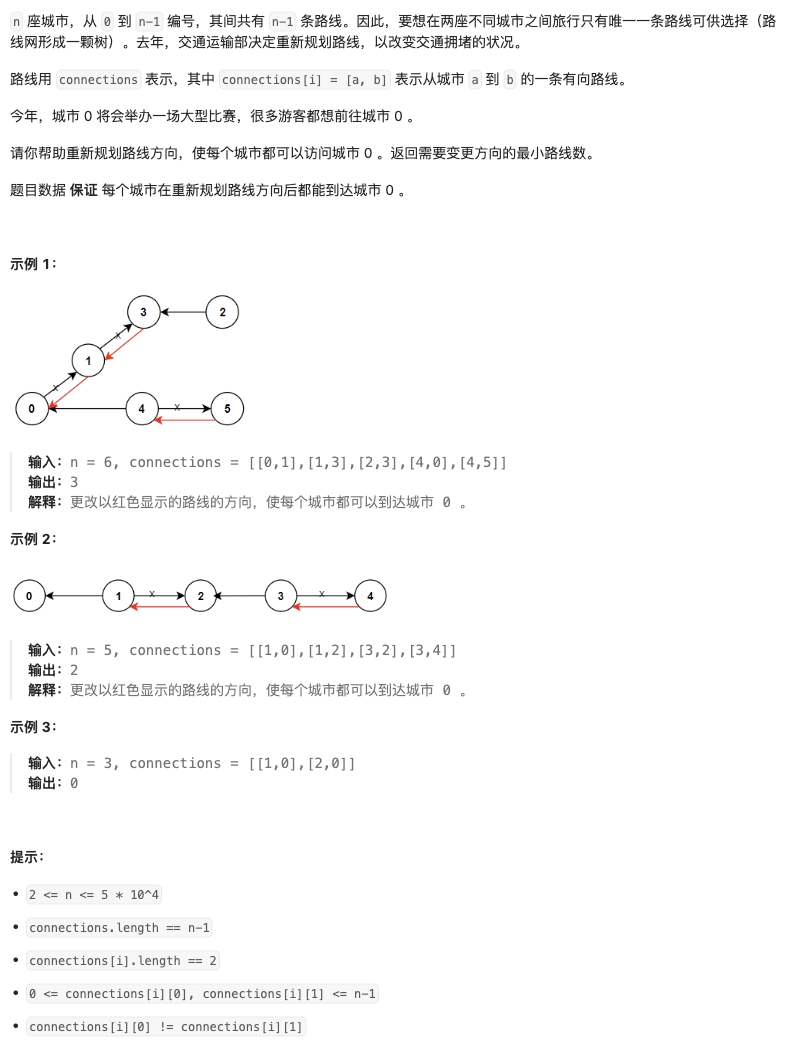 n 座城市，从 0 到 n-1 编号，其间共有 n-1 条路线。因此，要想在两座不同城市之间旅行只有唯一一条路线可供选择（路
线网形成一颗树）。去年，交通运输部决定重新规划路线，以改变交通拥堵的状况。
路线用 connections 表示，其中 connections[i] = [a, b] 表示从城市 a 到 b 的一条有向路线。
今年，城市 0 将会举办一场大型比赛，很多游客都想前往城市 0 。
请你帮助重新规划路线方向，使每个城市都可以访问城市 0 。返回需要变更方向的最小路线数。
题目数据 保证 每个城市在重新规划路线方向后都能到达城市 0 。
示例 1：
3 2
x
1
x
0 4 x 5
输入：n = 6, connections = [[0,1],[1,3],[2,3],[4,0],[4,5]]
输出：3
解释：更改以红色显示的路线的方向，使每个城市都可以到达城市 0 。
示例 2：
0 1 x 2 3 x 4
输入：n = 5, connections = [[1,0],[1,2],[3,2],[3,4]]
输出：2
解释：更改以红色显示的路线的方向，使每个城市都可以到达城市 0 。
示例 3：
输入：n = 3, connections = [[1,0],[2,0]]
输出：0
提示：
• 2 <= n <= 5 * 10^4
• connections.length == n-1
• connections[i].length == 2
• 0 <= connections[i][0], connections[i][1] <= n-1
• connections[i][0] != connections[i][1]